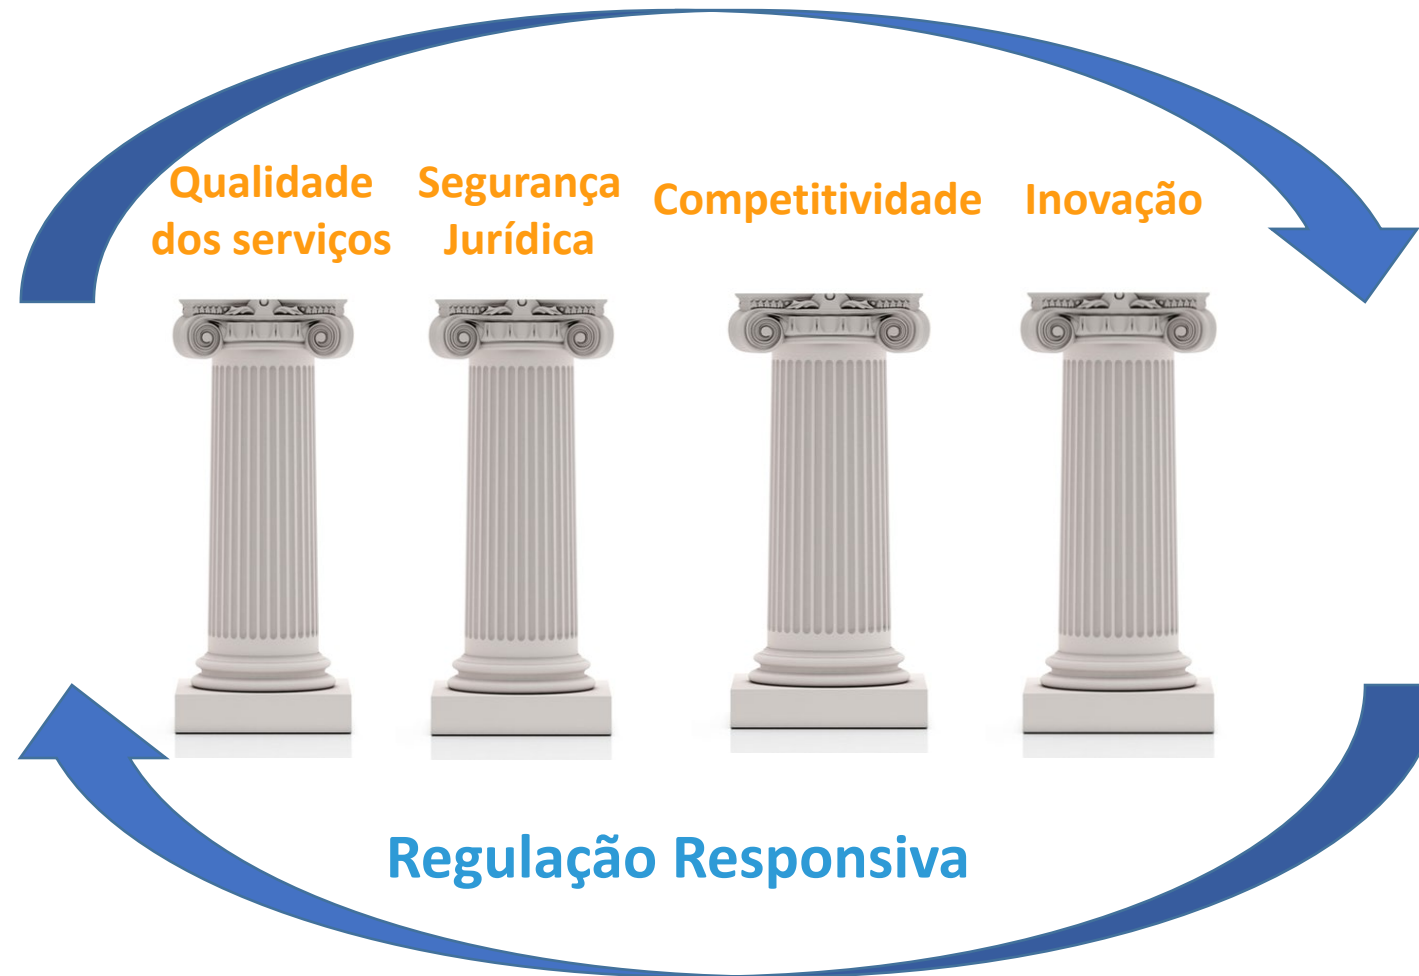 Qualidade
dos serviços
Segurança
Jurídica
Competitividade
Inovação
Regulação Responsiva